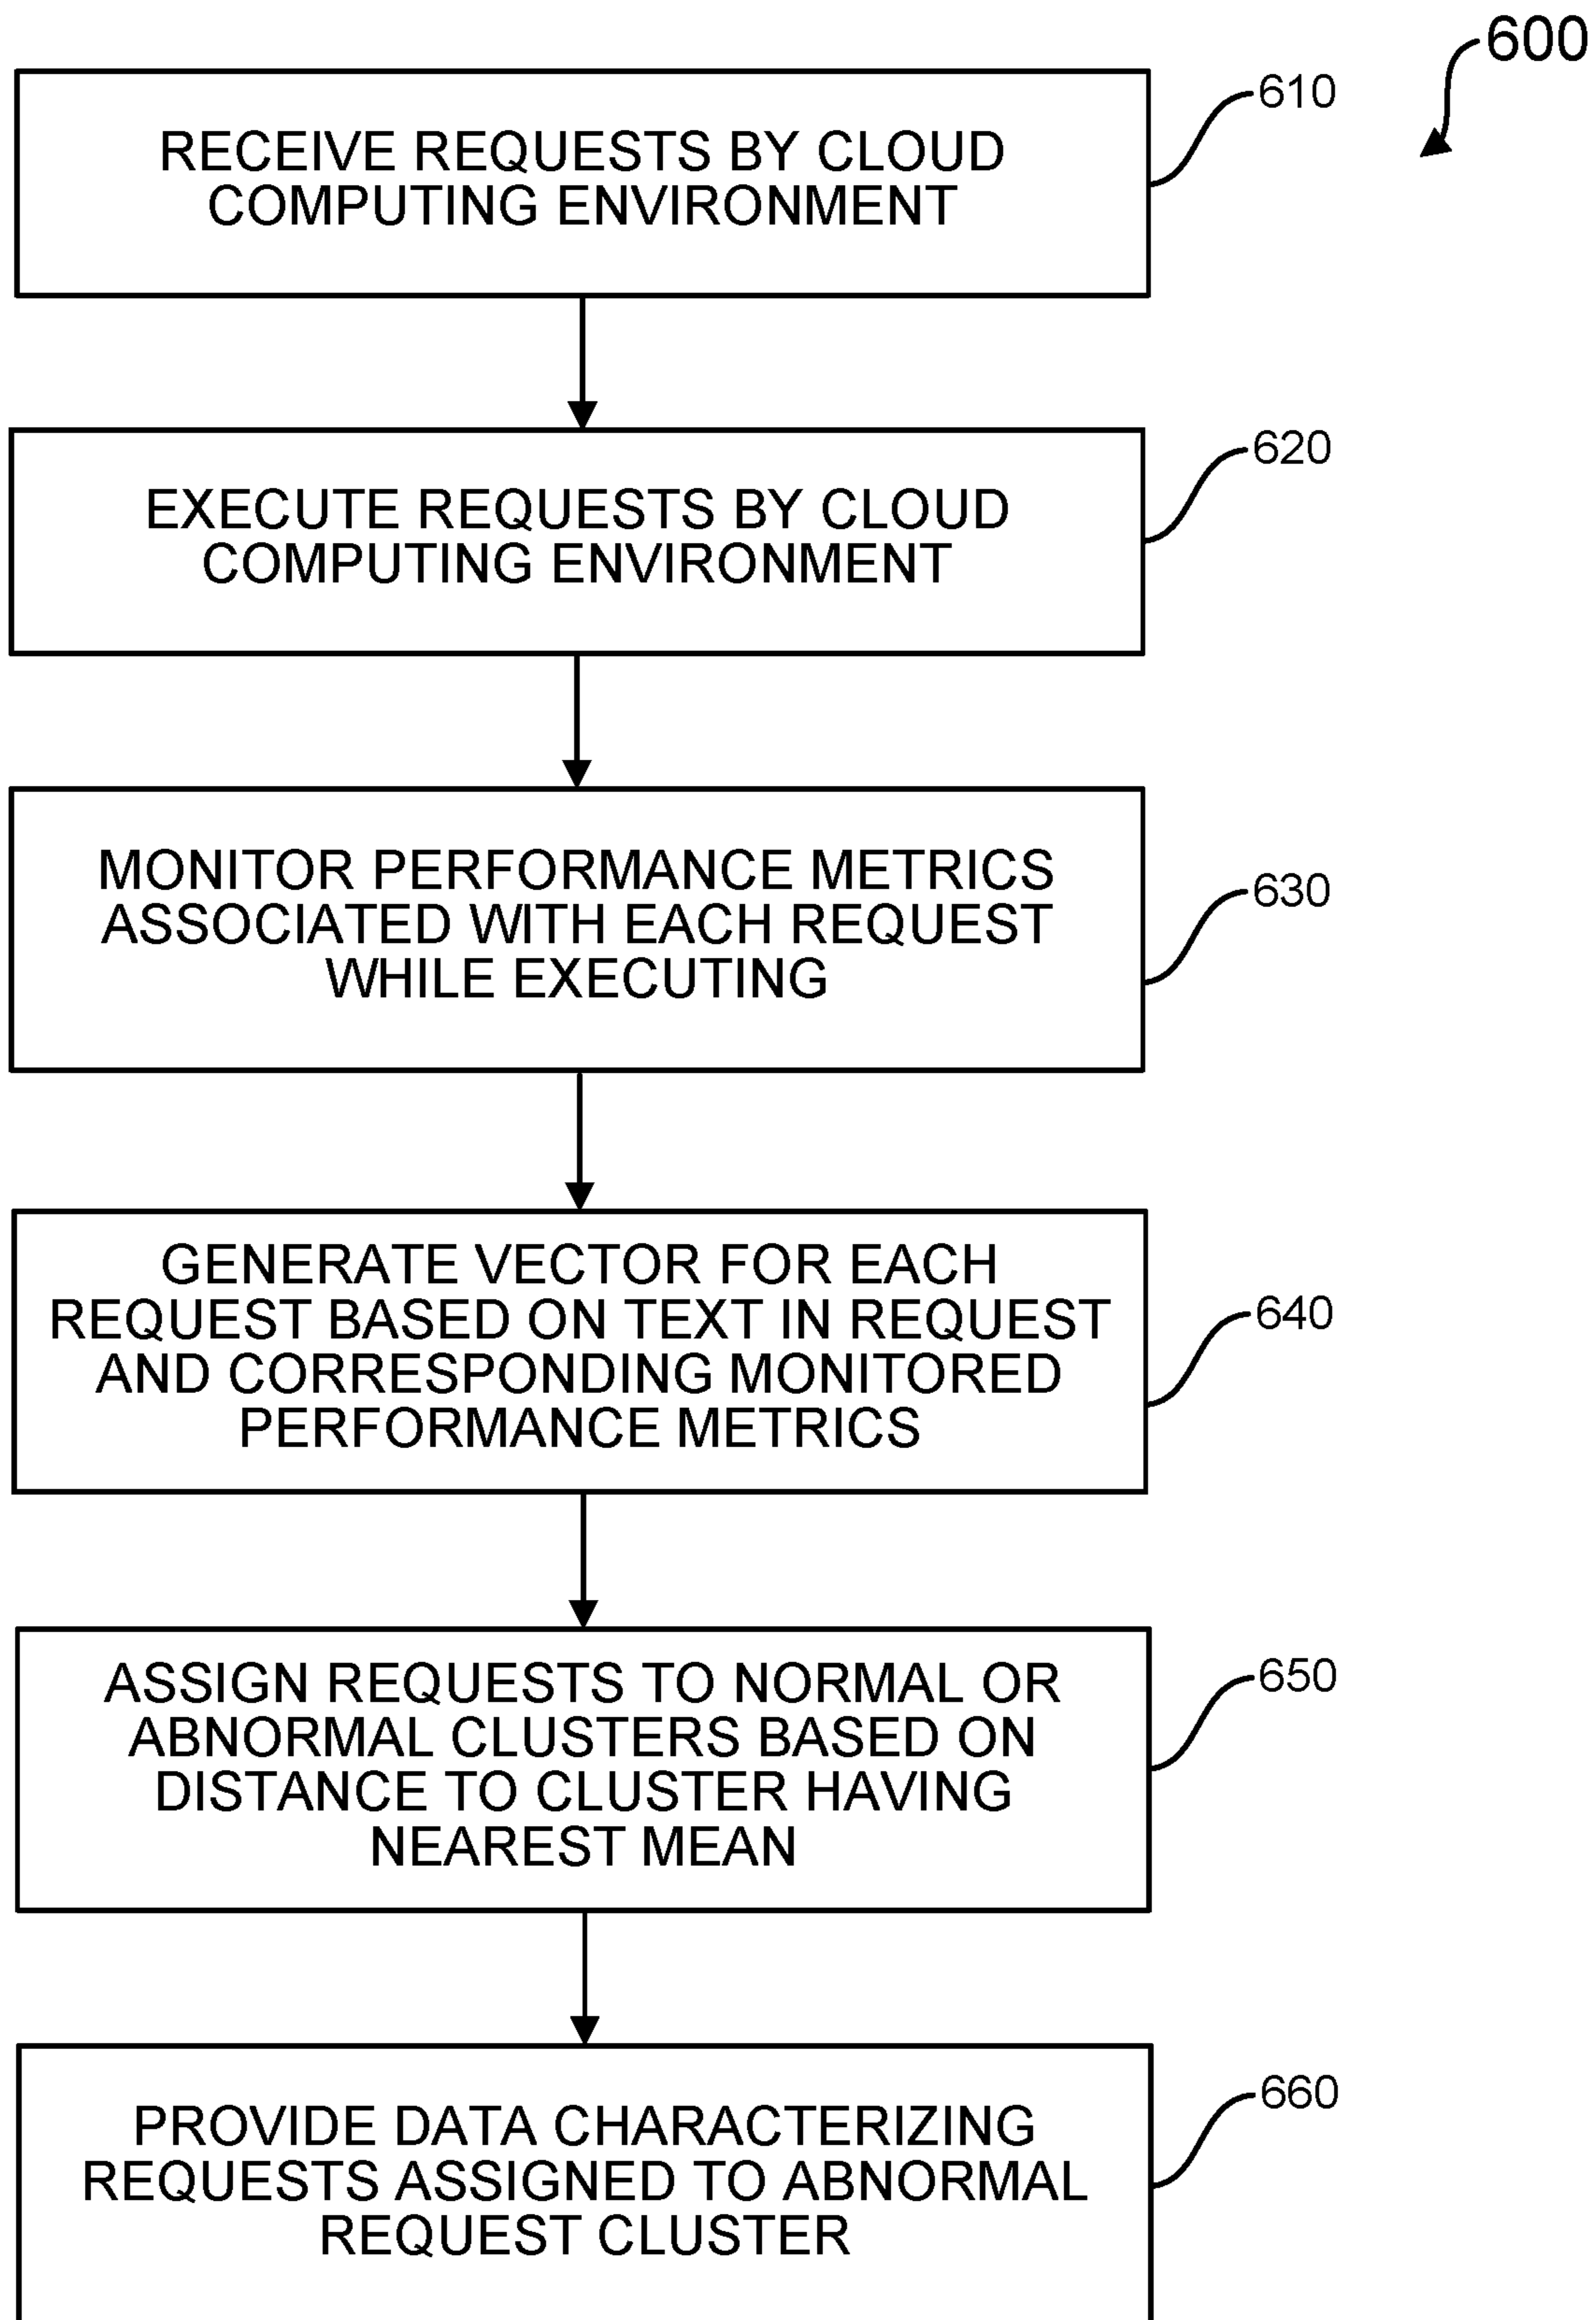 600
610
RECEIVE REQUESTS BY CLOUD
COMPUTING ENVIRONMENT
620
EXECUTE REQUESTS BY CLOUD
COMPUTING ENVIRONMENT
MONITOR PERFORMANCE METRICS
ASSOCIATED WITH EACH REQUEST
WHILE EXECUTING
630
GENERATE VECTOR FOR EACH
REQUEST BASED ON TEXT IN REQUEST
AND CORRESPONDING MONITORED
PERFORMANCE METRICS
640
ASSIGN REQUESTS TO NORMAL OR
ABNORMAL CLUSTERS BASED ON
DISTANCE TO CLUSTER HAVING
NEAREST MEAN
650
PROVIDE DATA CHARACTERIZING
REQUESTS ASSIGNED TO ABNORMAL
REQUEST CLUSTER
660